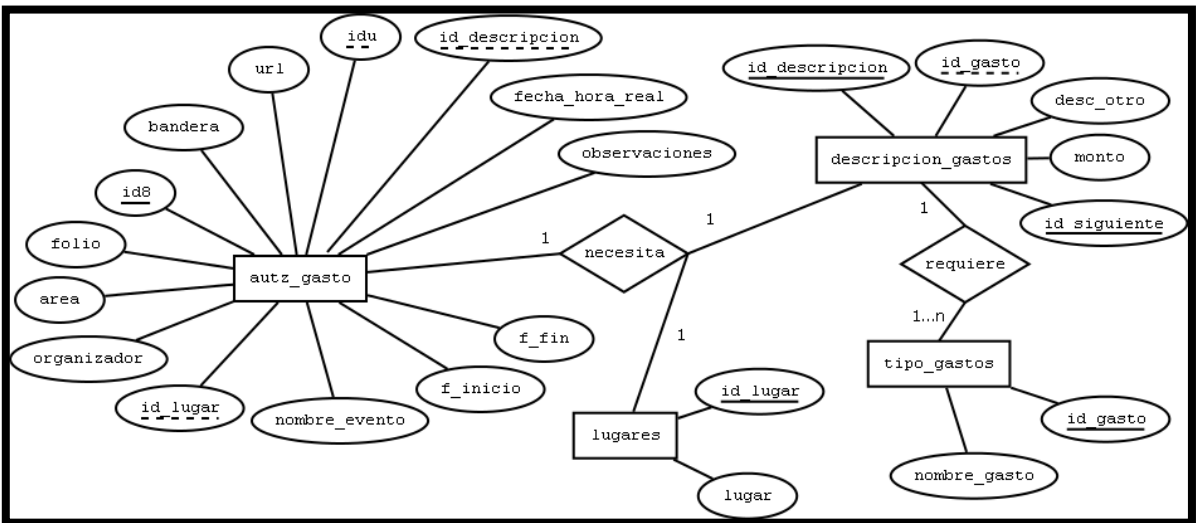 idu
id_descripcion
url
id_descripcion
id_gasto
fecha_hora_real
desc_otro
bandera
observaciones
descripcion_gastos
monto
id8
1
1
1
id_siguiente
folio
necesita
requiere
autz_gasto
area
1...n
1
f_fin
organizador
tipo_gastos
f_inicio
id_lugar
id_lugar
nombre_evento
id_gasto
lugares
nombre_gasto
lugar